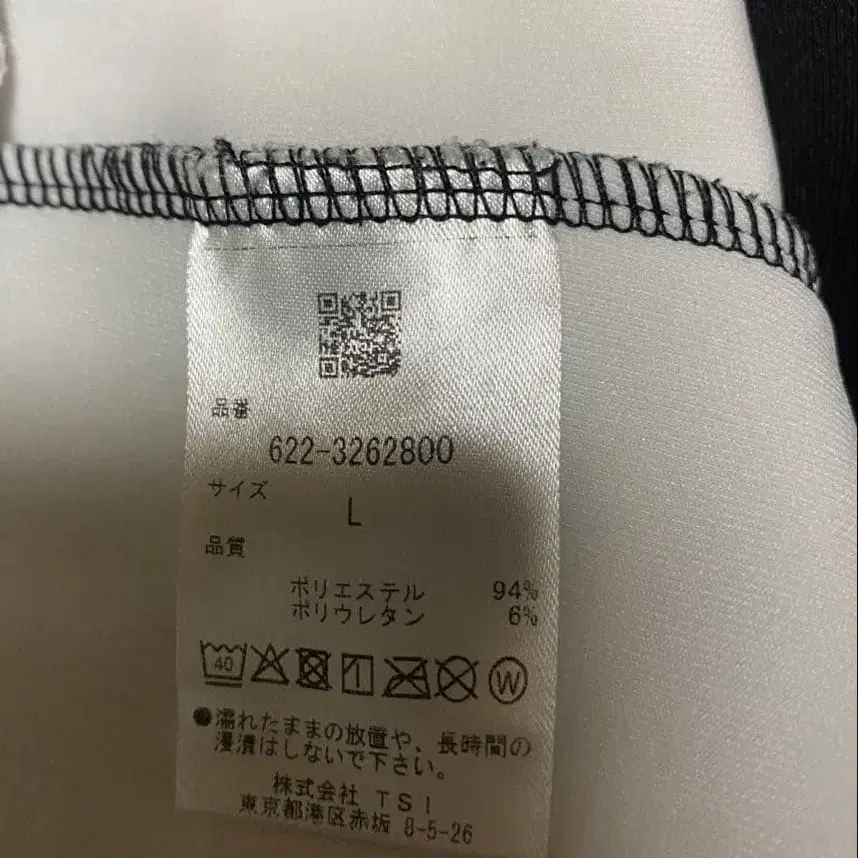 品番
622-3262800
サイズ
L
品質
ポリエステル 94%
ポリウレタン 6%
40
W
●濡れたままの放置や、長時間の
浸漬はしないで下さい。
株式会社 TSI
東京都港区赤坂 8-5-26